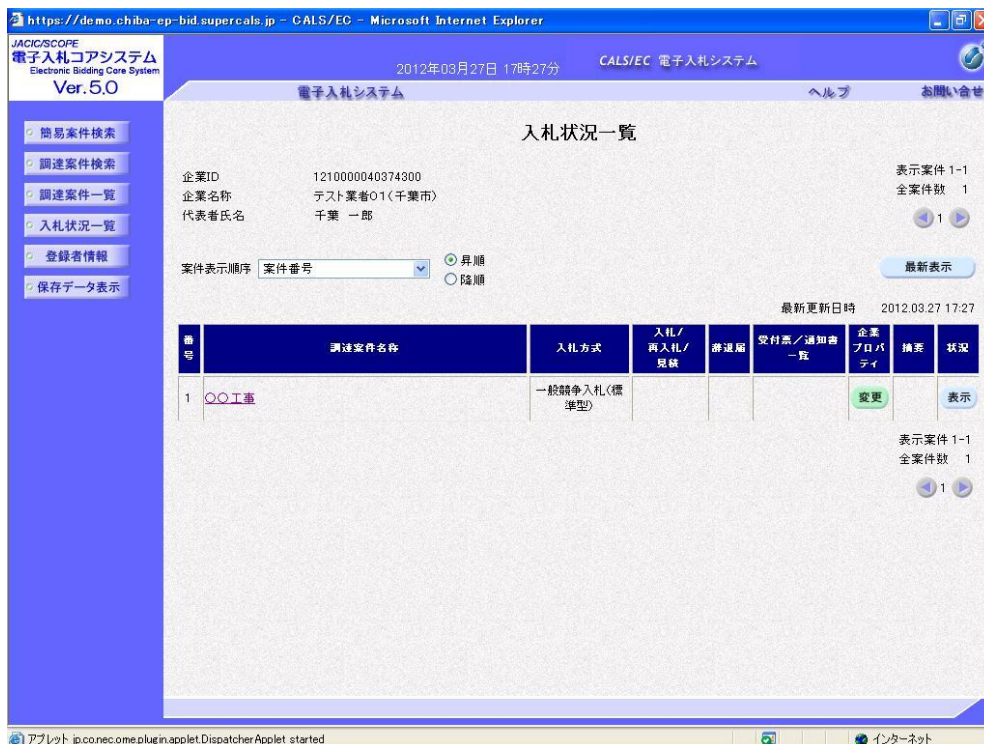 https://demo.chiba-ep-bid.supercals.jp - CALS/EC - Microsoft Internet Explorer
JACIC/SCOPE
電子入札コアシステム
Electronic Bidding Core System
Ver.5.0
2012年03月27日 17時27分
CALS/EC 電子入札システム
電子入札システム
ヘルプ
お問い合せ
簡易案件検索
調達案件検索
調達案件一覧
入札状況一覧
登録者情報
保存データ表示
入札状況一覧
企業ID 1210000040374300
企業名称 テスト業者01(千葉市)
代表者氏名 千葉 一郎
表示案件 1-1
全案件数 1
1
案件表示順序 案件番号
昇順
降順
最新表示
最新更新日時 2012.03.27 17:27
番号 調達案件名称 入札方式 入札/再入札/見積 辞退届 受付票/通知書一覧 企業プロパティ 摘要 状況
1 〇〇工事 一般競争入札(標準型) 変更 表示
表示案件 1-1
全案件数 1
1
アプレット jp.co.nec.ome.plugin.applet.DispatcherApplet started
インターネット